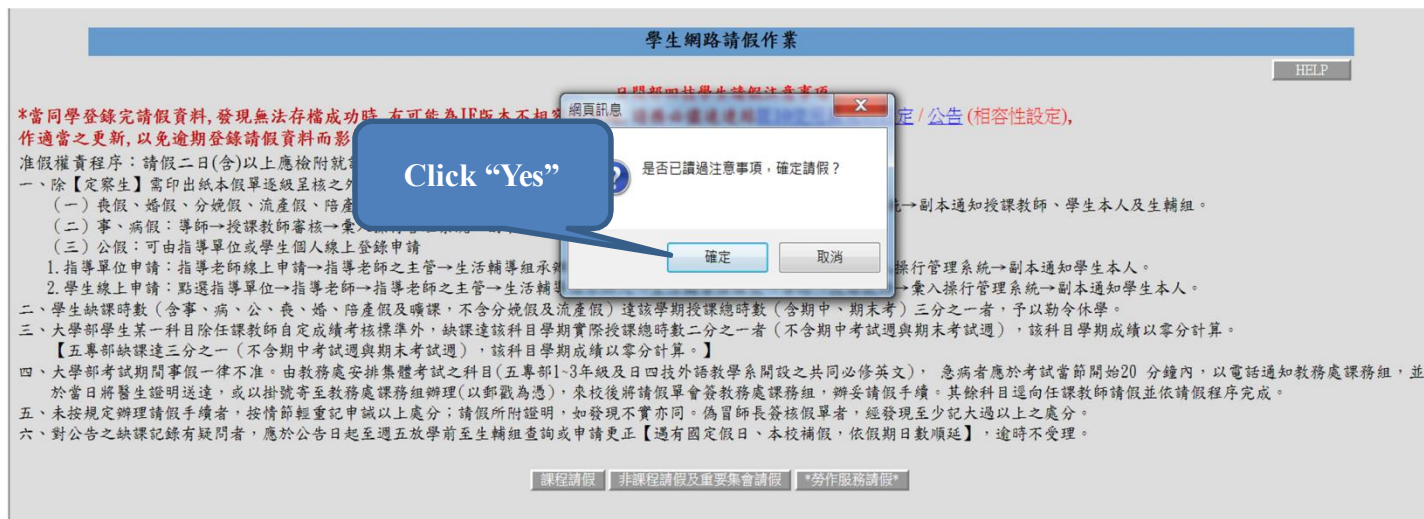 學生網路請假作業
HELP
*當同學登錄完請假資料,發現無法存檔成功時,有可能為IE版本不相容
定 / 公告 (相容性設定),
作適當之更新,以免逾期登錄請假資料而影
准假權責程序：請假二日(含)以上應檢附就
一、除【定察生】需印出紙本假單逐級呈核之外
（一）喪假、婚假、分娩假、流產假、陪產
統→副本通知授課教師、學生本人及生輔組。
（二）事、病假：導師→授課教師審核→彙入
（三）公假：可由指導單位或學生個人線上登錄申請
1.指導單位申請：指導老師線上申請→指導老師之主管→生活輔導組承辦
操行管理系統→副本通知學生本人。
2.學生線上申請：點選指導單位→指導老師→指導老師之主管→生活輔導
→彙入操行管理系統→副本通知學生本人。
二、學生缺課時數（含事、病、公、喪、婚、陪產假及曠課，不含分娩假及流產假）達該學期授課總時數（含期中、期末考）三分之一者，予以勒令休學。
三、大學部學生某一科目除任課教師自定成績考核標準外，缺課達該科目學期實際授課總時數二分之一者（不含期中考試週與期末考試週），該科目學期成績以零分計算。
【五專部缺課達三分之一（不含期中考試週與期末考試週），該科目學期成績以零分計算。】
四、大學部考試期間事假一律不准。由教務處安排集體考試之科目(五專部1~3年級及日四技外語教學系開設之共同必修英文)， 急病者應於考試當節開始20 分鐘內，以電話通知教務處課務組，並
於當日將醫生證明送達，或以掛號寄至教務處課務組辦理(以郵戳為憑)，來校後將請假單會簽教務處課務組，辦妥請假手續。其餘科目逕向任課教師請假並依請假程序完成。
五、未按規定辦理請假手續者，按情節輕重記申誡以上處分；請假所附證明，如發現不實亦同。偽冒師長簽核假單者，經發現至少記大過以上之處分。
六、對公告之缺課記錄有疑問者，應於公告日起至週五放學前至生輔組查詢或申請更正【遇有國定假日、本校補假，依假期日數順延】，逾時不受理。
課程請假 非課程請假及重要集會請假 *勞作服務請假*
網頁訊息
是否已讀過注意事項，確定請假？
確定 取消
Click “Yes”